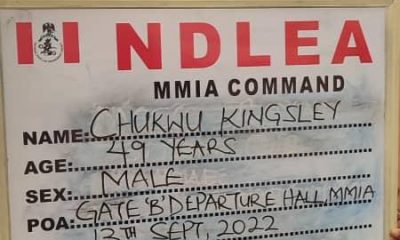 NDLEA
MMIA COMMAND
NAME: CHUKWU KINGSLEY
AGE: 49 YEARS
SEX: MALE
POA: GATE 'B' DEPARTURE HALL, MMIA
13TH SEPT, 2022